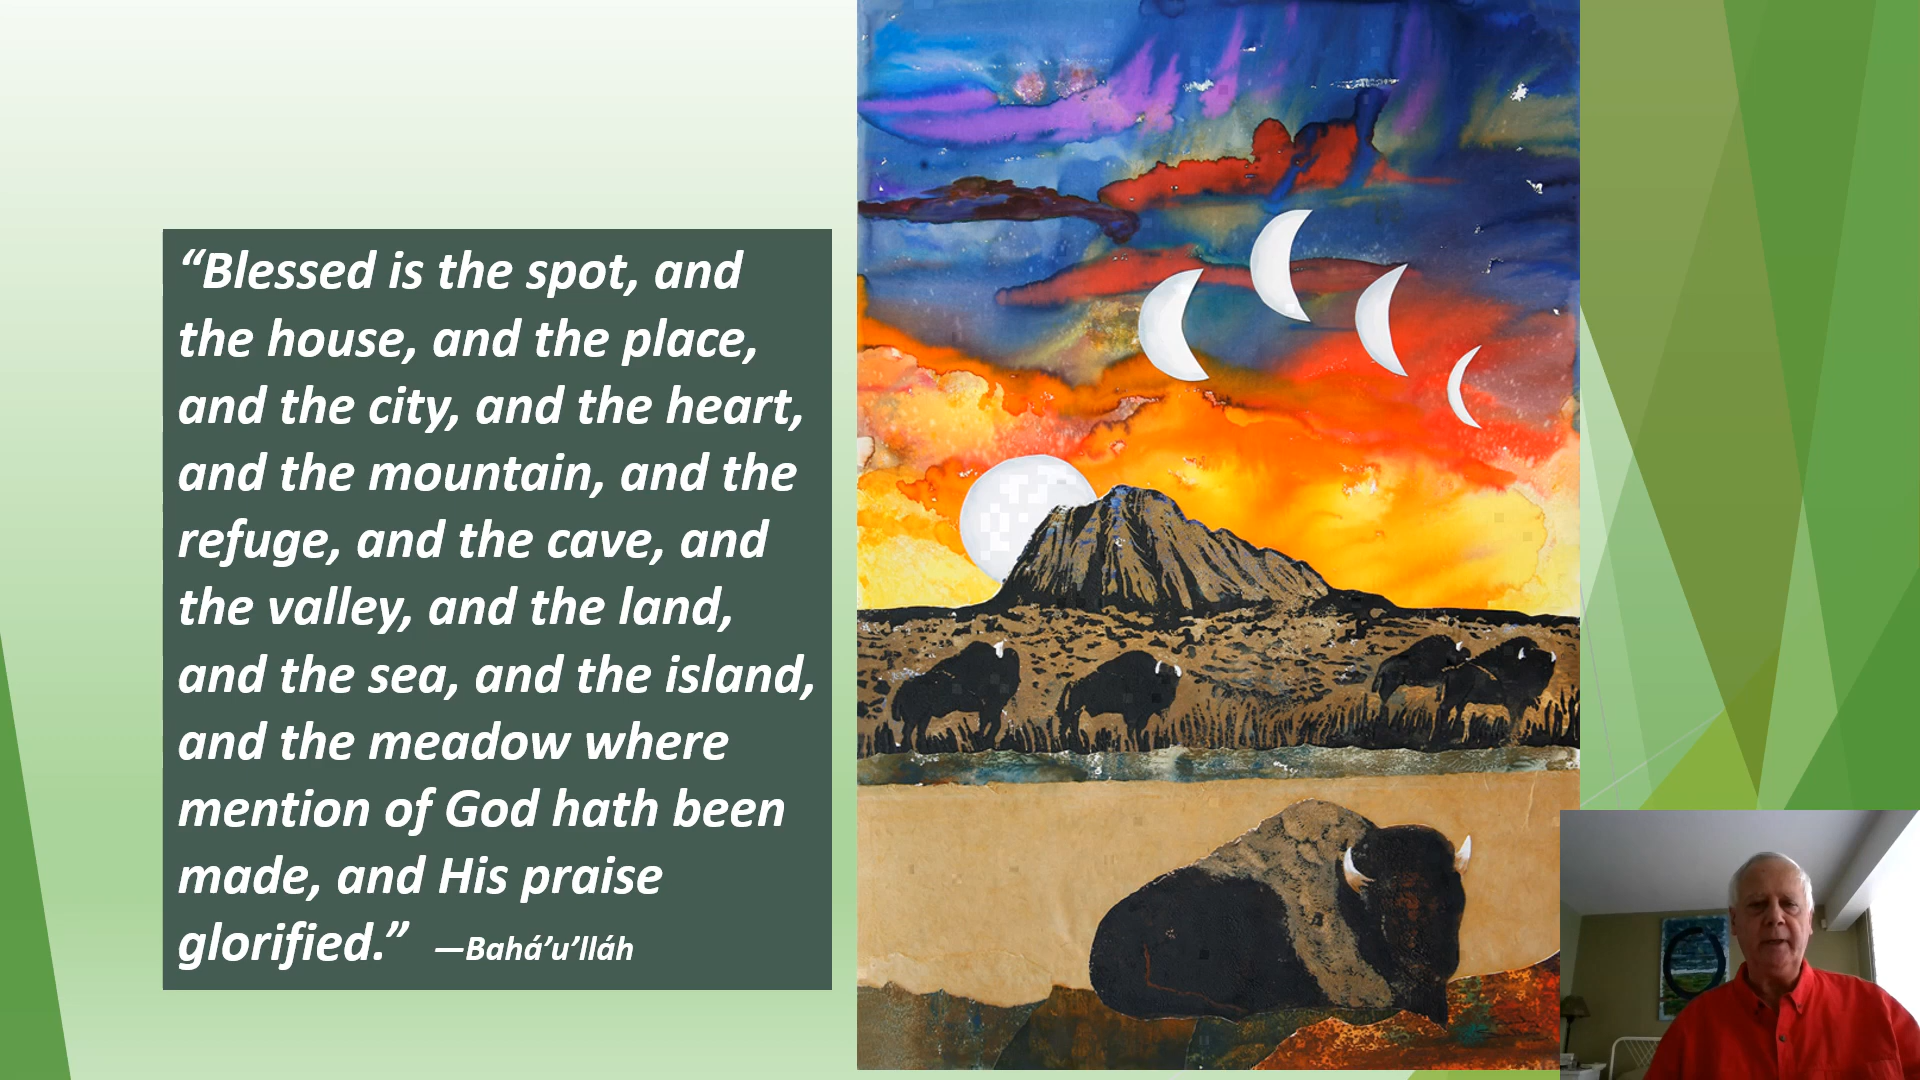 “Blessed is the spot, and
the house, and the place,
and the city, and the heart,
and the mountain, and the
refuge, and the cave, and
the valley, and the land,
and the sea, and the island,
and the meadow where
mention of God hath been
made, and His praise
glorified.” —Bahá’u’lláh